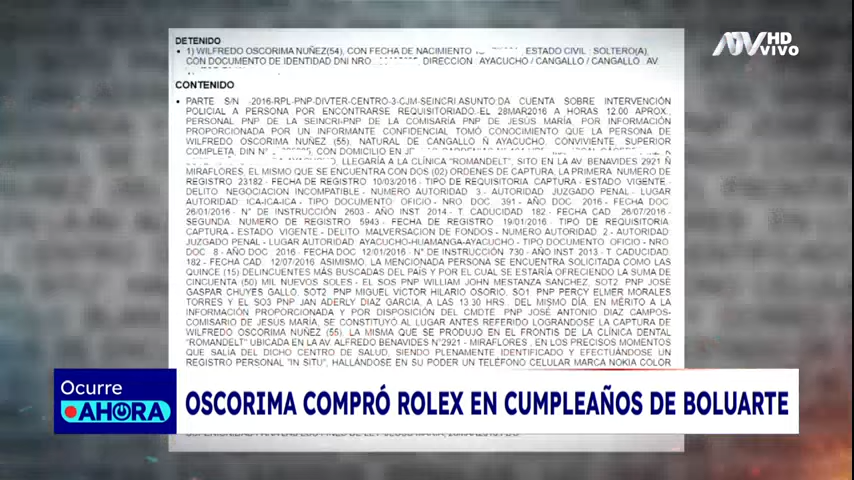 ATV HD
VIVO
DETENIDO
1) WILFREDO OSCORIMA NUÑEZ(54), CON FECHA DE NACIMIENTO ESTADO CIVIL : SOLTERO(A),
CON DOCUMENTO DE IDENTIDAD DNI NRO. DIRECCION AYACUCHO / CANGALLO / CANGALLO AV.
CONTENIDO
PARTE S/N -2016-RPL-PNP-DIVTER-CENTRO-3-CJM-SEINCRI.ASUNTO.DA CUENTA SOBRE INTERVENCIÓN
POLICIAL A PERSONA POR ENCONTRARSE REQUISITORIADO.EL 28MAR2016 A HORAS 12.00 APROX.,
PERSONAL PNP DE LA SEINCRI-PNP DE LA COMISARÍA PNP DE JESÚS MARÍA POR INFORMACIÓN
PROPORCIONADA POR UN INFORMANTE CONFIDENCIAL TOMÓ CONOCIMIENTO QUE LA PERSONA DE
WILFREDO OSCORIMA NUÑEZ (55), NATURAL DE CANGALLO Ñ AYACUCHO, CONVIVIENTE, SUPERIOR
COMPLETA, DIN N° CON DOMICILIO EN
LLEGARÍA A LA CLÍNICA "ROMANDELT", SITO EN LA AV. BENAVIDES 2921 Ñ
MIRAFLORES, EL MISMO QUE SE ENCUENTRA CON DOS (02) ORDENES DE CAPTURA, LA PRIMERA NUMERO DE
REGISTRO 23182 - FECHA DE REGISTRO 10/03/2016 - TIPO DE REQUISITORIA CAPTURA - ESTADO VIGENTE -
DELITO NEGOCIACION INCOMPATIBLE - NUMERO AUTORIDAD 3 - AUTORIDAD JUZGADO PENAL - LUGAR
AUTORIDAD ICA-ICA-ICA - TIPO DOCUMENTO OFICIO - NRO. DOC. 391 - AÑO DOC 2016 - FECHA DOC.
26/01/2016 - N° DE INSTRUCCIÓN 2603 - AÑO INST 2014 - T CADUCIDAD 182 - FECHA CAD 26/07/2016 -
SEGUNDA, NUMERO DE REGISTRO 5943 - FECHA DE REGISTRO 19/01/2016 - TIPO DE REQUISITORIA
CAPTURA - ESTADO VIGENTE - DELITO MALVERSACION DE FONDOS - NUMERO AUTORIDAD 2 - AUTORIDAD
JUZGADO PENAL - LUGAR AUTORIDAD AYACUCHO-HUAMANGA-AYACUCHO - TIPO DOCUMENTO OFICIO - NRO.
DOC 8 - AÑO DOC 2016 - FECHA DOC 12/01/2016 - N° DE INSTRUCCIÓN 730 - AÑO INST 2013 - T CADUCIDAD,
182 - FECHA CAD. 12/07/2016 ASIMISMO, LA MENCIONADA PERSONA SE ENCUENTRA SOLICITADA COMO LAS
QUINCE (15) DELINCUENTES MÁS BUSCADAS DEL PAÍS Y POR EL CUAL SE ESTARÍA OFRECIENDO LA SUMA DE
CINCUENTA (50) MIL NUEVOS SOLES - EL SOS PNP WILLIAM JOHN MESTANZA SANCHEZ, SOT2 PNP JOSÉ
GASPAR CHUYES GALLO, SOT2 PNP MIGUEL VICTOR HILARIO OSORIO, SO1 PNP PERCY ELMER MORALES
TORRES Y EL SO3 PNP JAN ADERLY DIAZ GARCIA, A LAS 13.30 HRS., DEL MISMO DÍA, EN MÉRITO A LA
INFORMACIÓN PROPORCIONADA Y POR DISPOSICIÓN DEL CMDTE. PNP JOSÉ ANTONIO DIAZ CAMPOS-
COMISARIO DE JESÚS MARÍA, SE CONSTITUYÓ AL LUGAR ANTES REFERIDO LOGRÁNDOSE LA CAPTURA DE
WILFREDO OSCORIMA NUÑEZ (55), LA MISMA QUE SE PRODUJO EN EL FRONTIS DE LA CLÍNICA DENTAL
"ROMANDELT" UBICADA EN LA AV. ALFREDO BENAVIDES N°2921 - MIRAFLORES , EN LOS PRECISOS MOMENTOS
QUE SALÍA DEL DICHO CENTRO DE SALUD, SIENDO PLENAMENTE IDENTIFICADO Y EFECTUÁNDOSE UN
REGISTRO PERSONAL "IN SITU", HALLÁNDOSE EN SU PODER UN TELÉFONO CELULAR MARCA NOKIA COLOR
Ocurre
AHORA
OSCORIMA COMPRÓ ROLEX EN CUMPLEAÑOS DE BOLUARTE